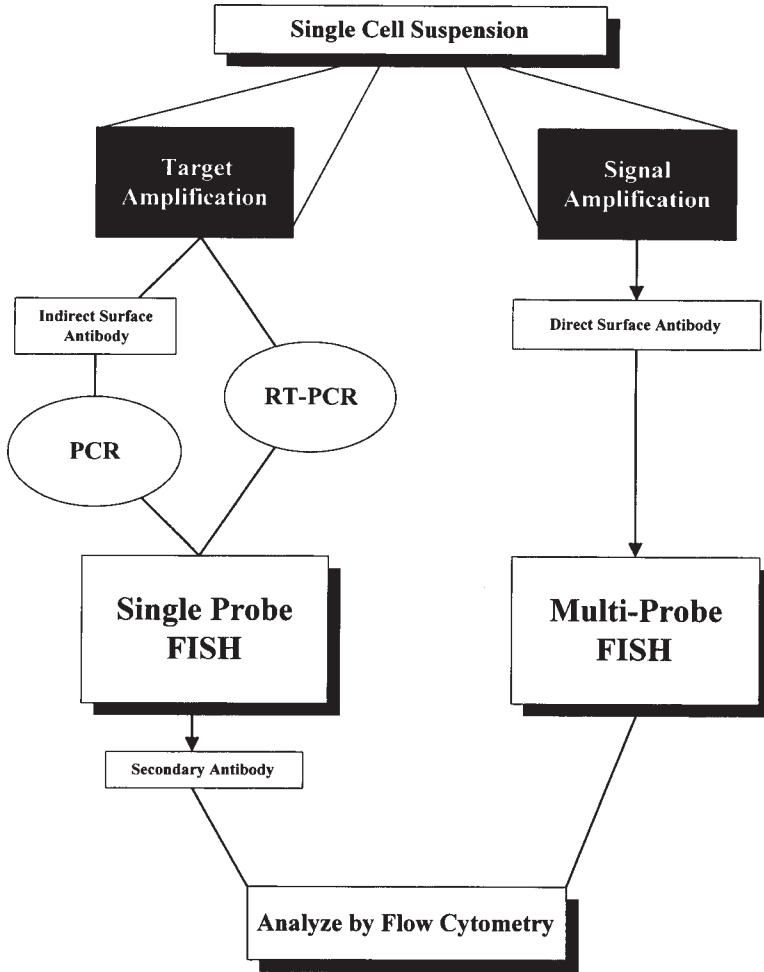 Single Cell Suspension
Target
Amplification
Signal
Amplification
Indirect Surface
Antibody
Direct Surface Antibody
RT-PCR
PCR
Single Probe
FISH
Multi-Probe
FISH
Secondary Antibody
Analyze by Flow Cytometry